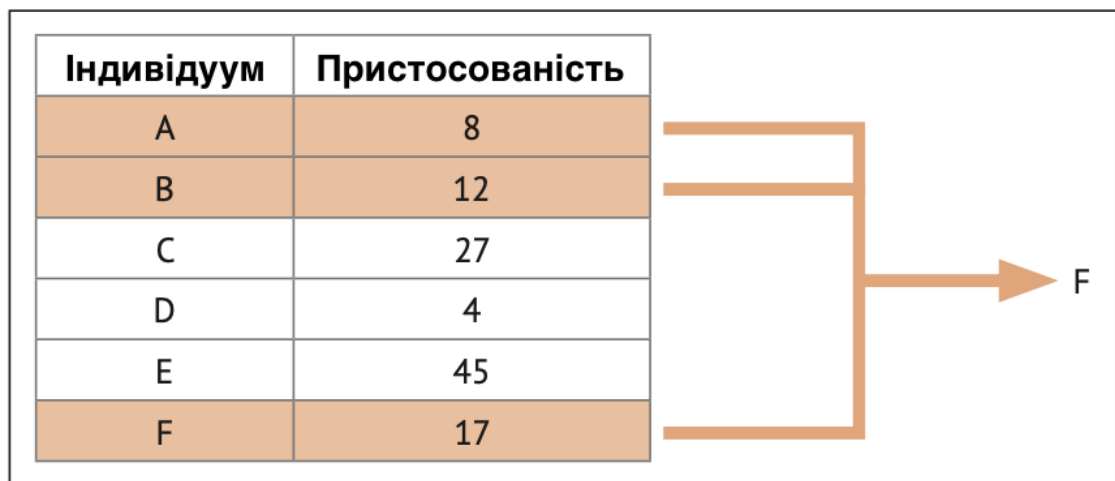 Індивідуум Пристосованість
A 8
B 12
C 27
D 4
E 45
F 17
F